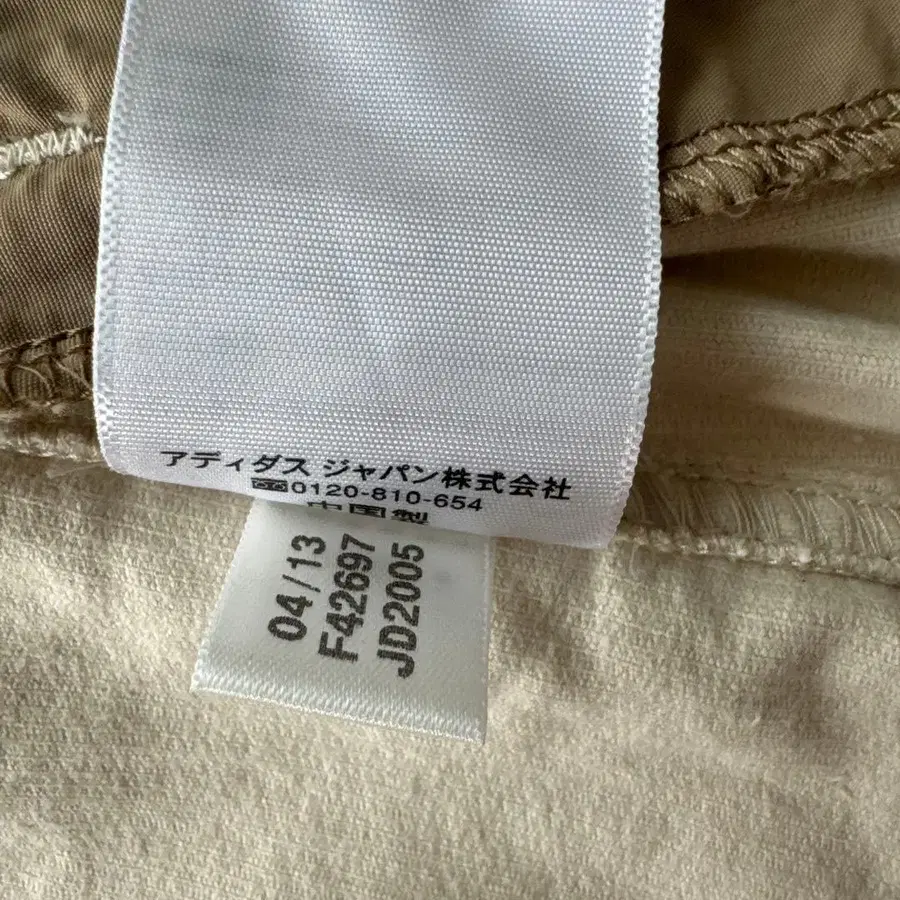 アディダス ジャパン株式会社
☎0120-810-654
中国製
04/13
F42697
JD2005